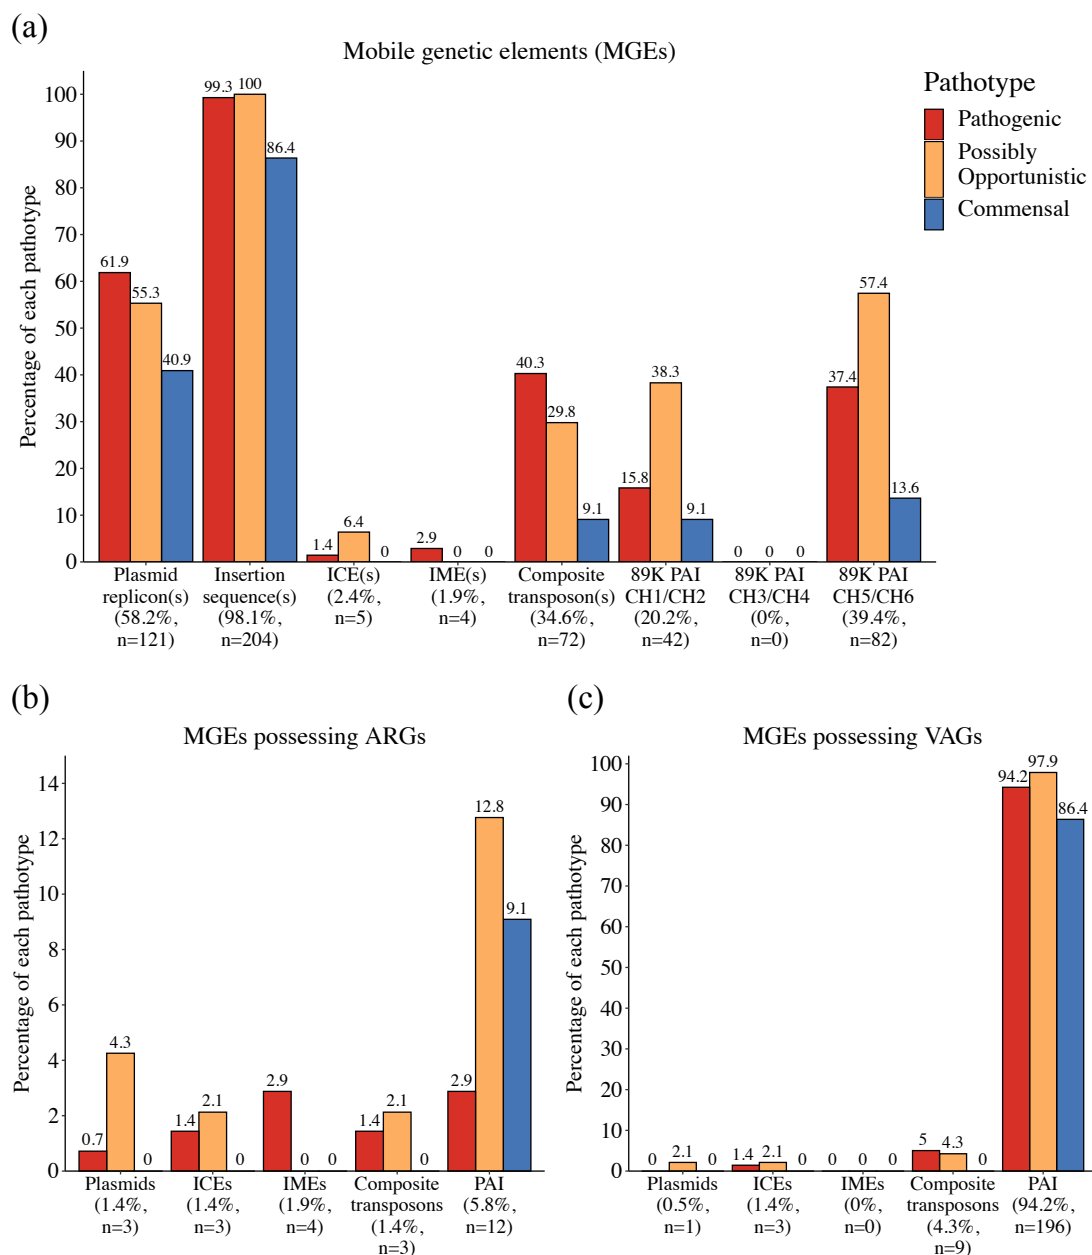 (a)
Mobile genetic elements (MGEs)
Percentage of each pathotype
100
90
80
70
60
50
40
30
20
10
0
61.9
55.3
40.9
99.3
100
86.4
1.4
6.4
0
2.9
0
0
40.3
29.8
9.1
15.8
38.3
9.1
0
0
0
37.4
57.4
13.6
Plasmid
replicon(s)
(58.2%,
n=121)
Insertion
sequence(s)
(98.1%,
n=204)
ICE(s)
(2.4%,
n=5)
IME(s)
(1.9%,
n=4)
Composite
transposon(s)
(34.6%,
n=72)
89K PAI
CH1/CH2
(20.2%,
n=42)
89K PAI
CH3/CH4
(0%,
n=0)
89K PAI
CH5/CH6
(39.4%,
n=82)
Pathotype
Pathogenic
Possibly
Opportunistic
Commensal
(b)
MGEs possessing ARGs
Percentage of each pathotype
14
12
10
8
6
4
2
0
0.7
4.3
0
1.4
2.1
0
2.9
0
0
1.4
2.1
0
2.9
12.8
9.1
Plasmids
(1.4%,
n=3)
ICEs
(1.4%,
n=3)
IMEs
(1.9%,
n=4)
Composite
transposons
(1.4%,
n=3)
PAI
(5.8%,
n=12)
(c)
MGEs possessing VAGs
Percentage of each pathotype
100
90
80
70
60
50
40
30
20
10
0
0
2.1
0
1.4
2.1
0
0
0
0
5
4.3
0
94.2
97.9
86.4
Plasmids
(0.5%,
n=1)
ICEs
(1.4%,
n=3)
IMEs
(0%,
n=0)
Composite
transposons
(4.3%,
n=9)
PAI
(94.2%,
n=196)